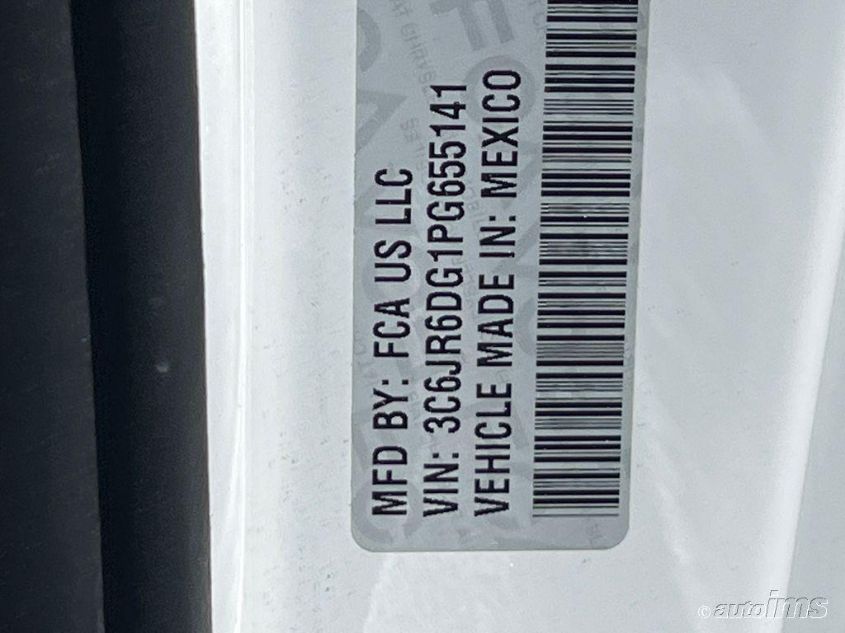 MFD BY: FCA US LLC
VIN: 3C6JR6DG1PG655141
VEHICLE MADE IN: MEXICO
© autoims